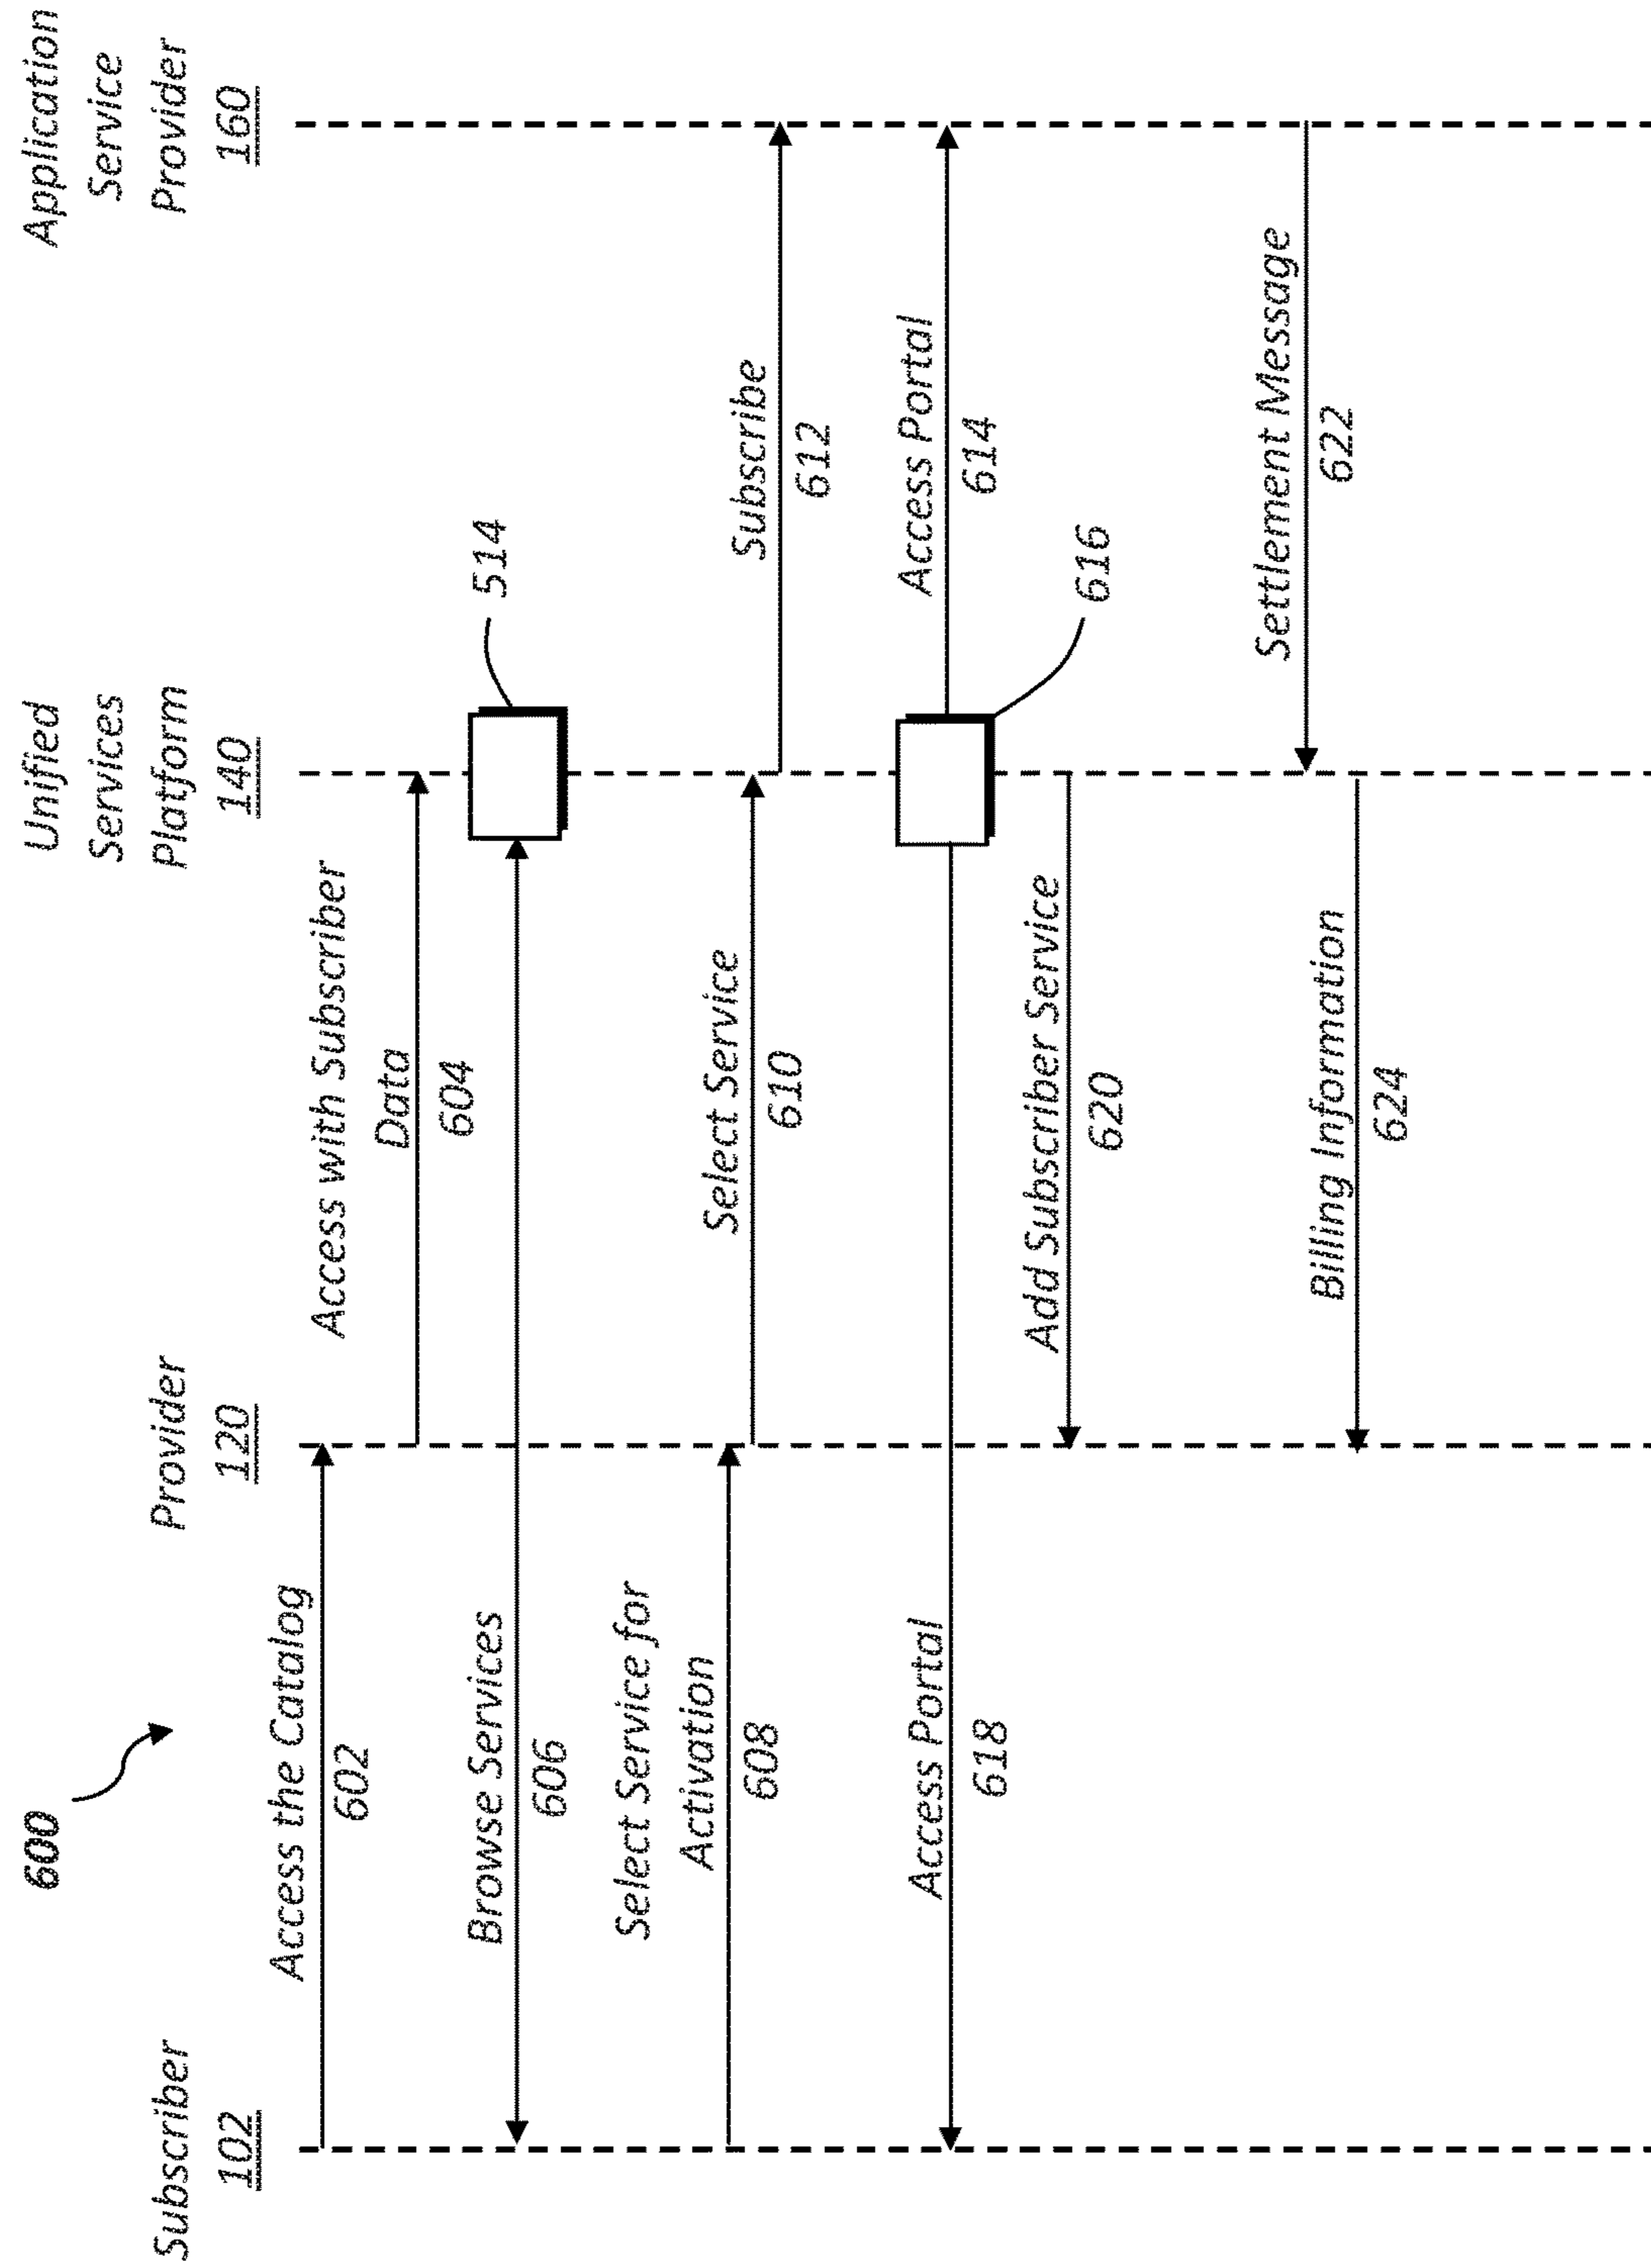 600
Subscriber
102
Provider
120
Unified
Services
Platform
140
Application
Service
Provider
160
Access the Catalog
602
Access with Subscriber
Data
604
Browse Services
606
514
Select Service for
Activation
608
Select Service
610
Subscribe
612
Access Portal
614
616
Access Portal
618
Add Subscriber Service
620
Settlement Message
622
Billing Information
624